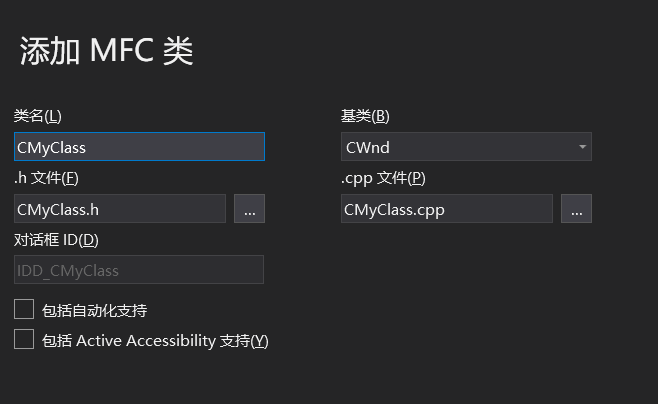 添加 MFC 类
类名(L) 基类(B)
CMyClass CWnd
.h 文件(F) .cpp 文件(P)
CMyClass.h ... CMyClass.cpp ...
对话框 ID(D)
IDD_CMyClass
包括自动化支持
包括 Active Accessibility 支持(Y)